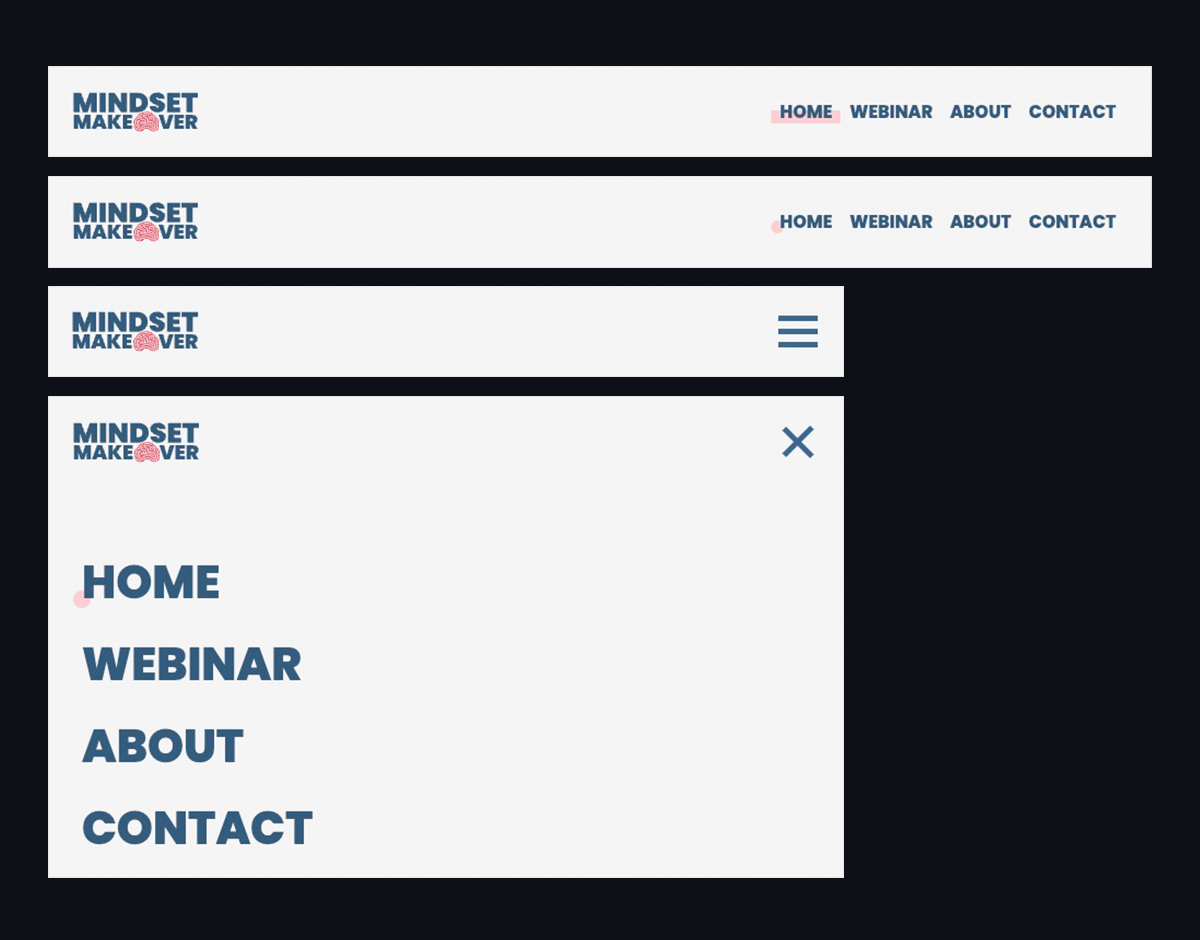 MINDSET
MAKEOVER
HOME WEBINAR ABOUT CONTACT
MINDSET
MAKEOVER
HOME WEBINAR ABOUT CONTACT
MINDSET
MAKEOVER
MINDSET
MAKEOVER
HOME
WEBINAR
ABOUT
CONTACT